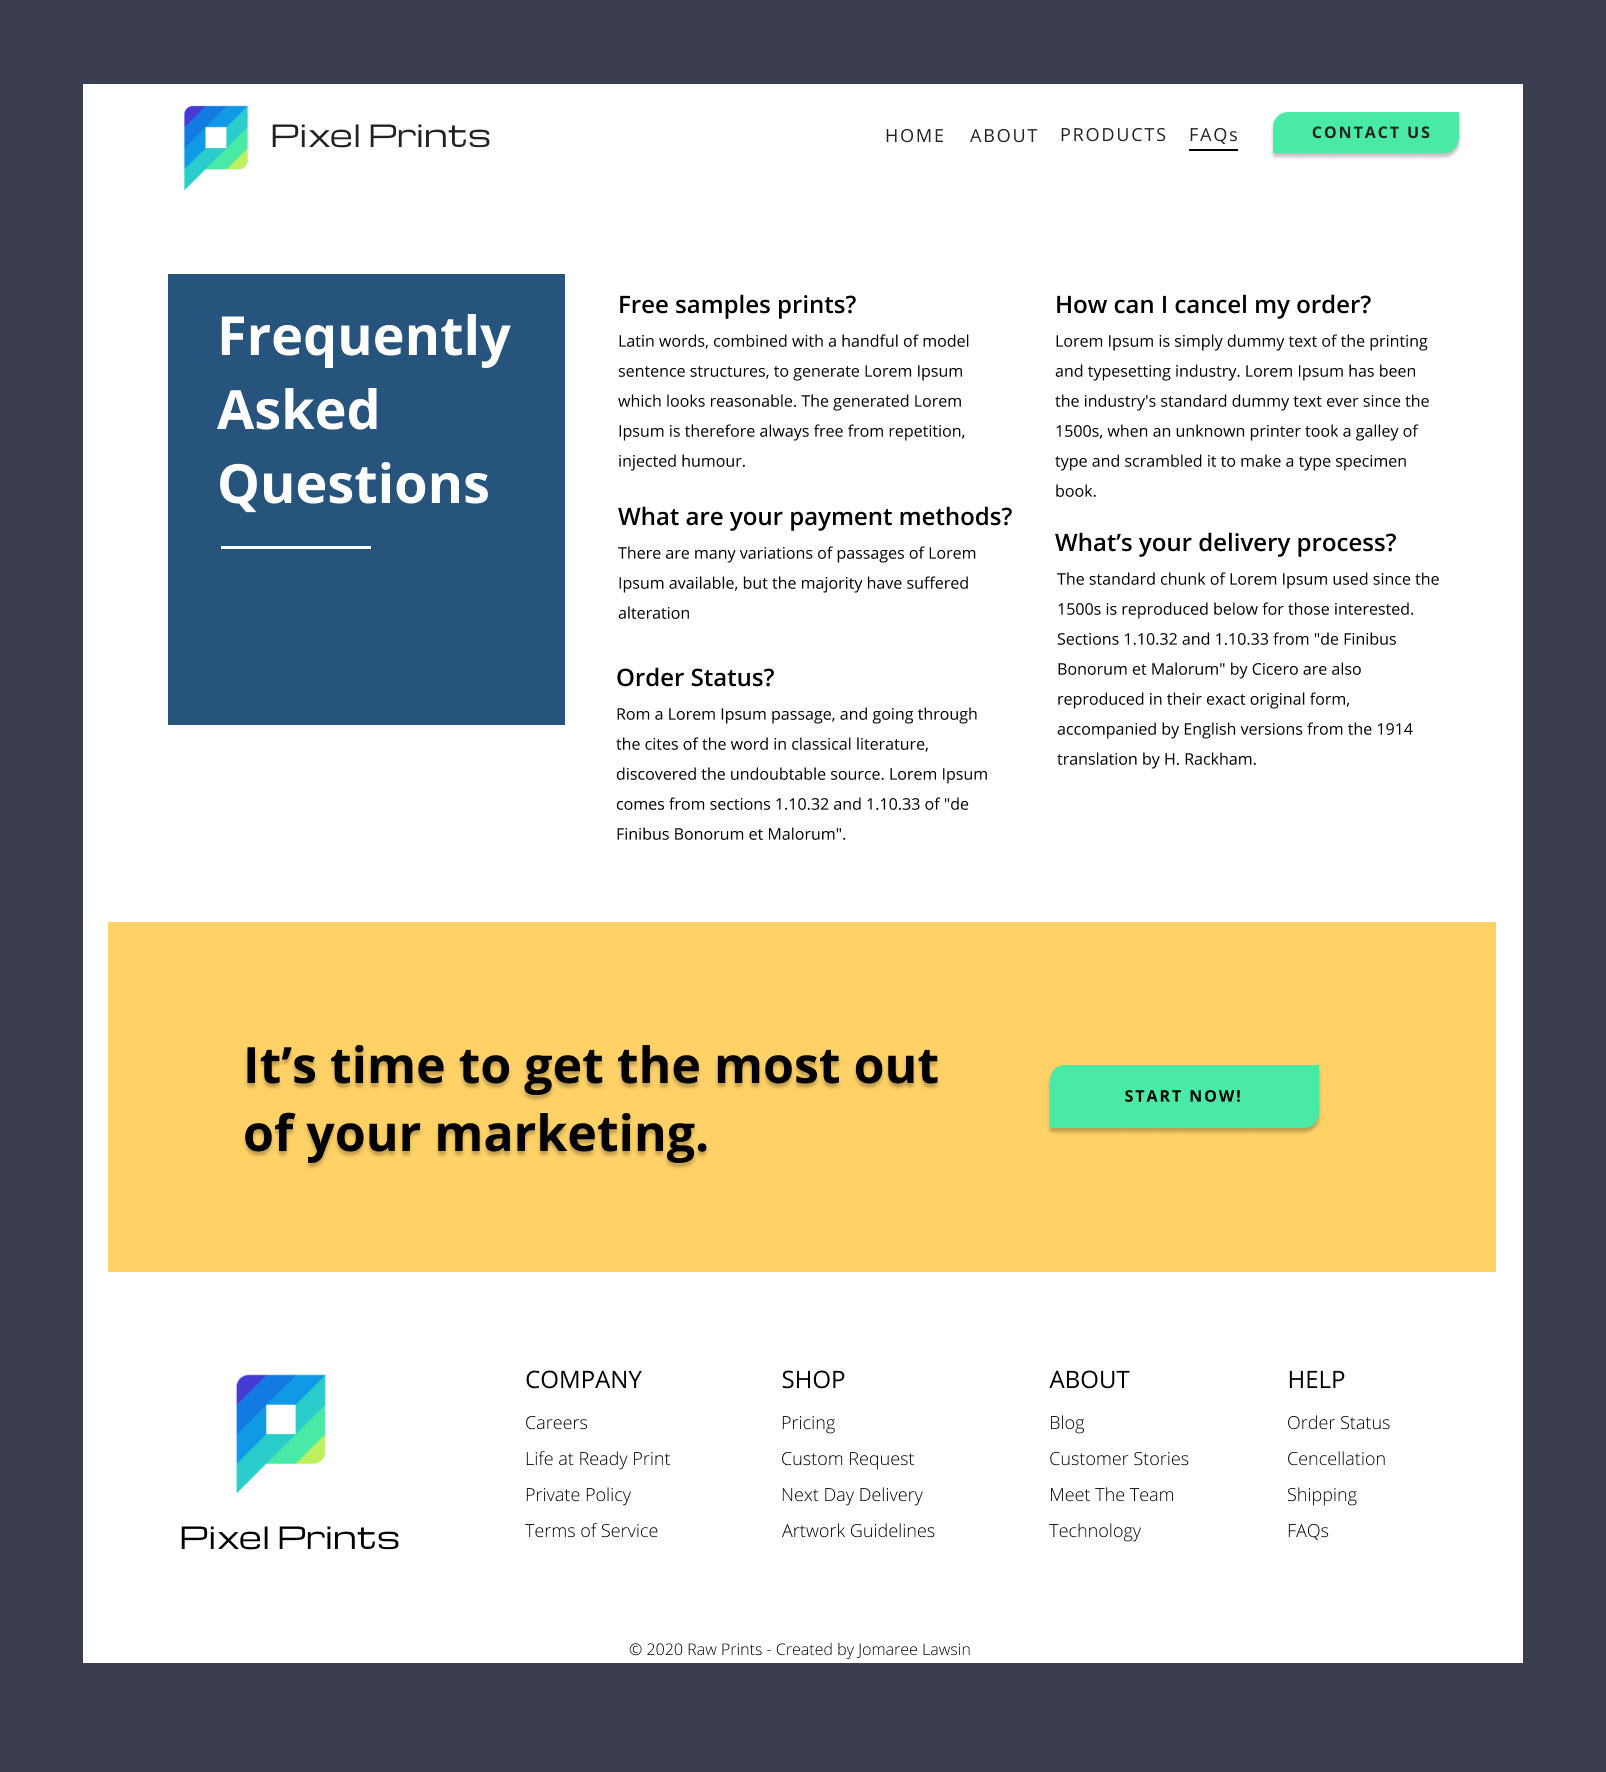 Pixel Prints
HOME ABOUT PRODUCTS FAQs CONTACT US
Frequently
Asked
Questions
Free samples prints?
Latin words, combined with a handful of model
sentence structures, to generate Lorem Ipsum
which looks reasonable. The generated Lorem
Ipsum is therefore always free from repetition,
injected humour.
What are your payment methods?
There are many variations of passages of Lorem
Ipsum available, but the majority have suffered
alteration
Order Status?
Rom a Lorem Ipsum passage, and going through
the cites of the word in classical literature,
discovered the undoubtable source. Lorem Ipsum
comes from sections 1.10.32 and 1.10.33 of "de
Finibus Bonorum et Malorum".
How can I cancel my order?
Lorem Ipsum is simply dummy text of the printing
and typesetting industry. Lorem Ipsum has been
the industry's standard dummy text ever since the
1500s, when an unknown printer took a galley of
type and scrambled it to make a type specimen
book.
What’s your delivery process?
The standard chunk of Lorem Ipsum used since the
1500s is reproduced below for those interested.
Sections 1.10.32 and 1.10.33 from "de Finibus
Bonorum et Malorum" by Cicero are also
reproduced in their exact original form,
accompanied by English versions from the 1914
translation by H. Rackham.
It’s time to get the most out
of your marketing.
START NOW!
Pixel Prints
COMPANY
Careers
Life at Ready Print
Private Policy
Terms of Service
SHOP
Pricing
Custom Request
Next Day Delivery
Artwork Guidelines
ABOUT
Blog
Customer Stories
Meet The Team
Technology
HELP
Order Status
Cencellation
Shipping
FAQs
© 2020 Raw Prints - Created by Jomaree Lawsin